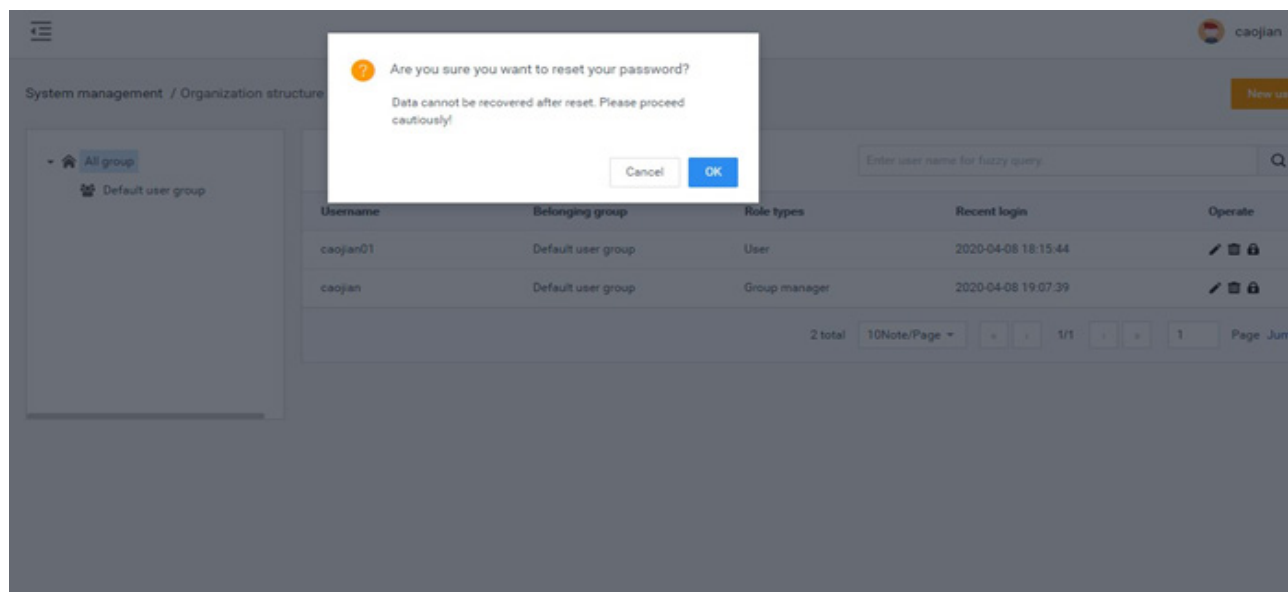 caojian
Are you sure you want to reset your password?
Data cannot be recovered after reset. Please proceed
cautiously!
Cancel OK
System management / Organization structure
New
All group
Default user group
Enter user name for fuzzy query.
Username Belonging group Role types Recent login Operate
caojian01 Default user group User 2020-04-08 18:15:44
caojian Default user group Group manager 2020-04-08 19:07:39
2 total 10Note/Page 1/1 1 Page